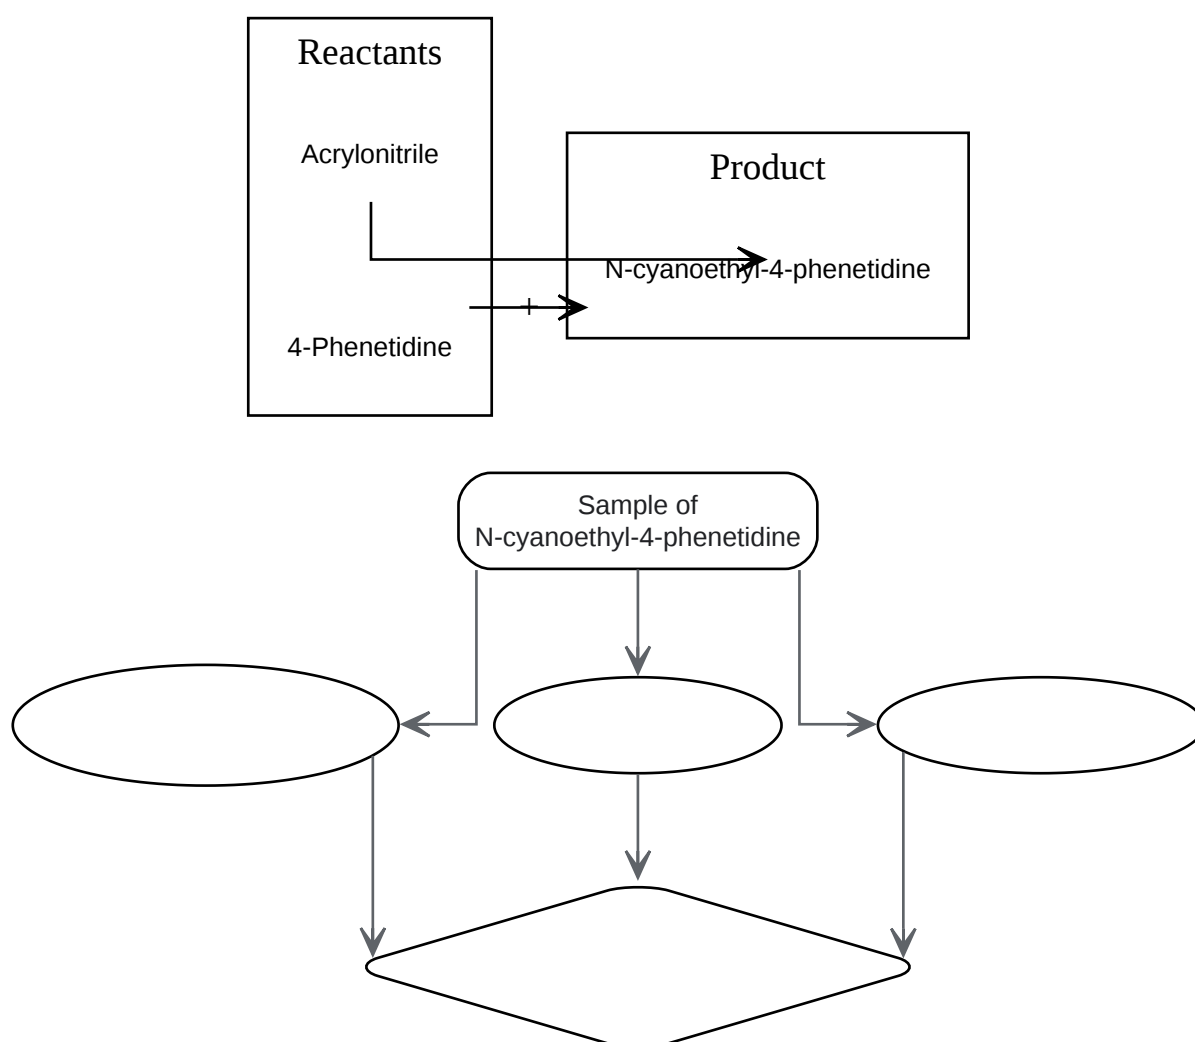 Reactants
Acrylonitrile
4-Phenetidine
+
Product
N-cyanoethyl-4-phenetidine
Sample of
N-cyanoethyl-4-phenetidine